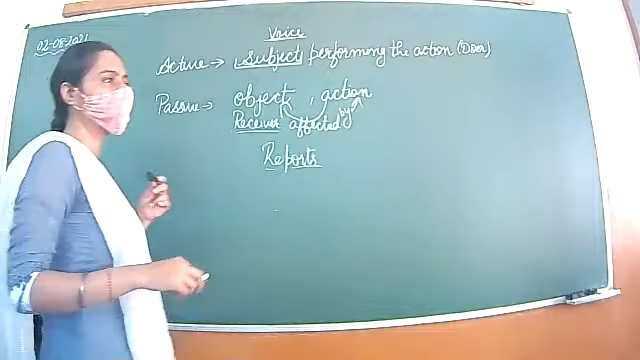 Voice
02-08-2021
Active → Subject performing the action (Doer)
Passive → object, action
Receiver affected by
Reports